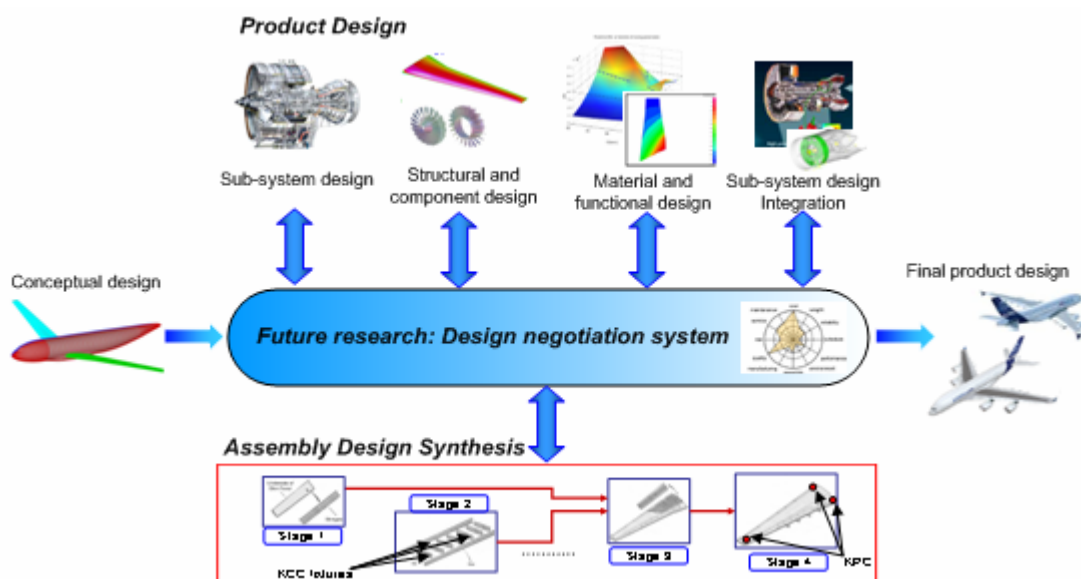 Product Design
Sub-system design
Structural and
component design
Material and
functional design
Sub-system design
Integration
Conceptual design
Final product design
Future research: Design negotiation system
Assembly Design Synthesis
Stage 1
Stage 2
Stage 3
Stage 4
KCC fixtures
KPC